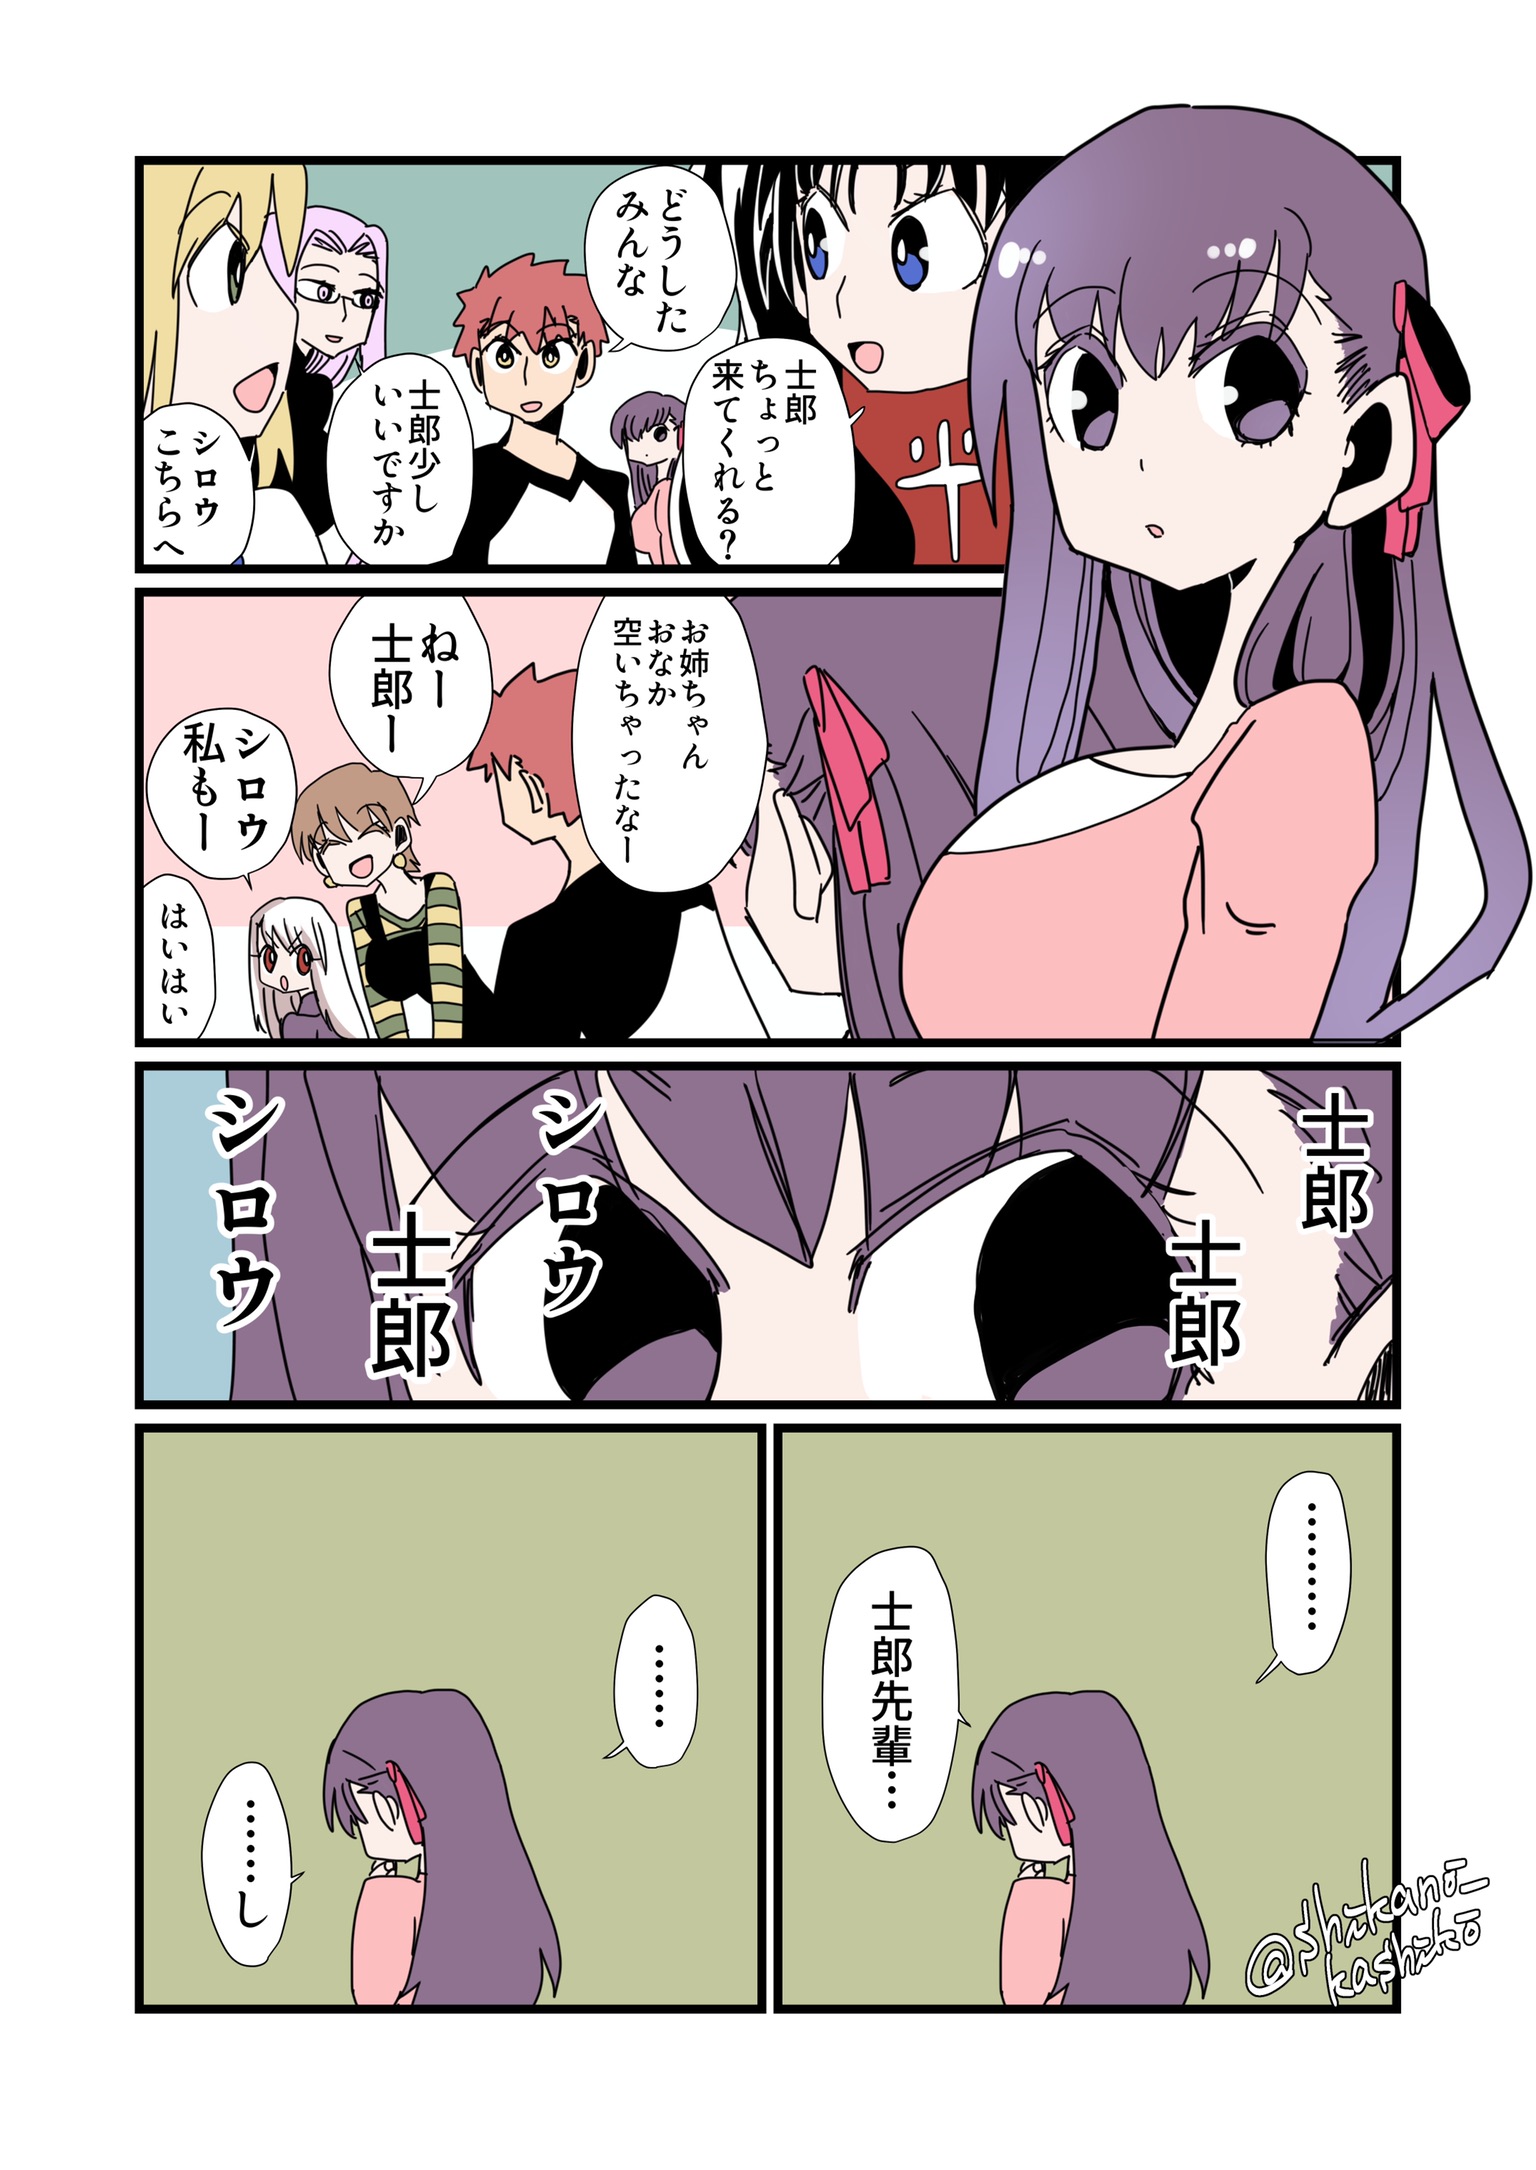 士郎
ちょっと
来てくれる?
どうした
みんな
士郎少し
いいですか
シロウ
こちらへ
お姉ちゃん
おなか
空いちゃったなー
ねー
士郎ー
シロウ
私もー
はいはい
士郎
士郎
シロウ
士郎
シロウ
………
士郎先輩…
……
……し
@shikano_
kashiko